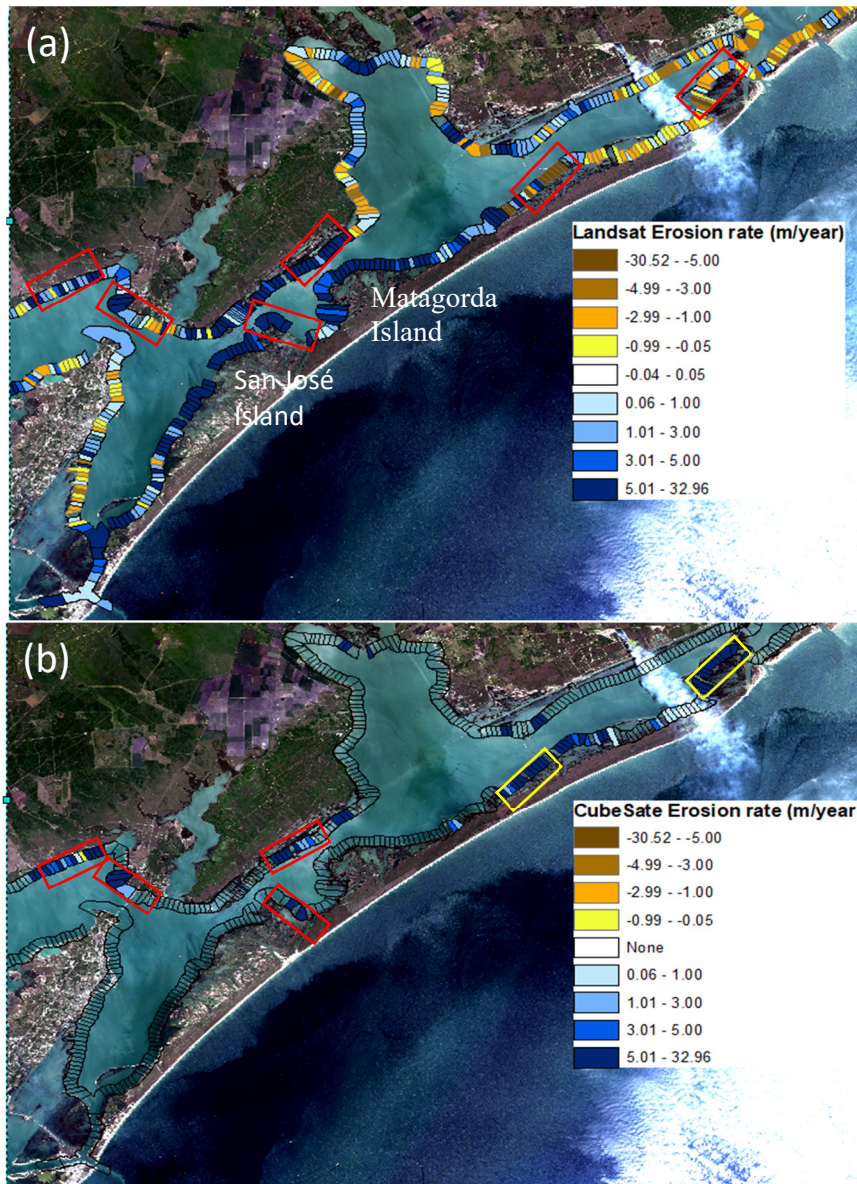 (a)
Landsat Erosion rate (m/year)
-30.52 - -5.00
-4.99 - -3.00
-2.99 - -1.00
-0.99 - -0.05
-0.04 - 0.05
0.06 - 1.00
1.01 - 3.00
3.01 - 5.00
5.01 - 32.96
Matagorda
Island
San José
Island
(b)
CubeSate Erosion rate (m/year
-30.52 - -5.00
-4.99 - -3.00
-2.99 - -1.00
-0.99 - -0.05
None
0.06 - 1.00
1.01 - 3.00
3.01 - 5.00
5.01 - 32.96